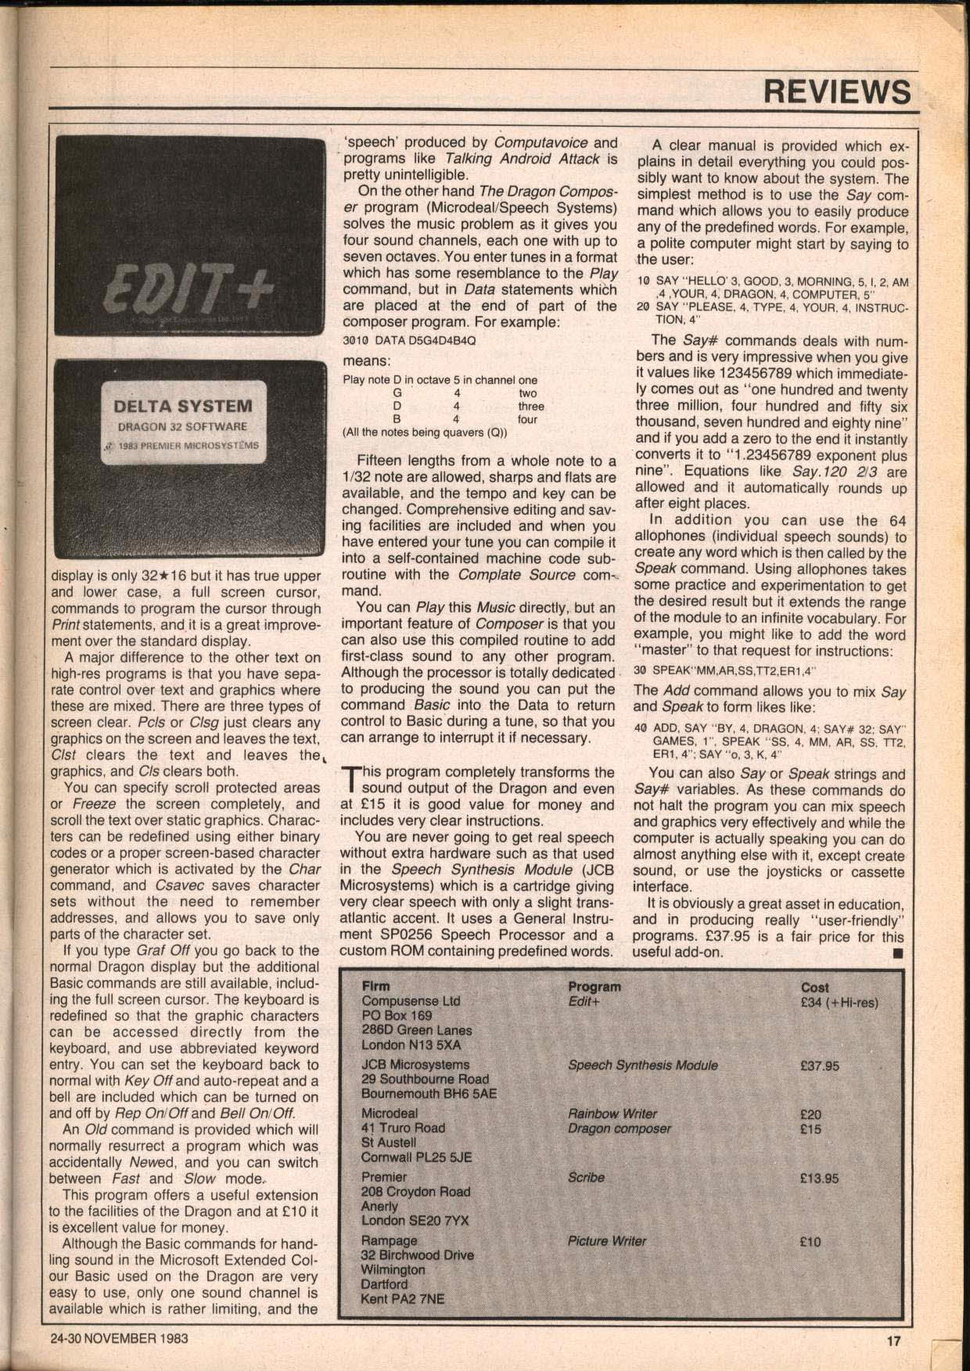 REVIEWS
EDIT+
DELTA SYSTEM
DRAGON 32 SOFTWARE
© 1983 PREMIER MICROSYSTEMS
display is only 32★16 but it has true upper
and lower case, a full screen cursor,
commands to program the cursor through
Print statements, and it is a great improve-
ment over the standard display.
A major difference to the other text on
high-res programs is that you have sepa-
rate control over text and graphics where
these are mixed. There are three types of
screen clear. Pcls or Clsg just clears any
graphics on the screen and leaves the text,
Clst clears the text and leaves the
graphics, and Cls clears both.
You can specify scroll protected areas
or Freeze the screen completely, and
scroll the text over static graphics. Charac-
ters can be redefined using either binary
codes or a proper screen-based character
generator which is activated by the Char
command, and Csavec saves character
sets without the need to remember
addresses, and allows you to save only
parts of the character set.
If you type Graf Off you go back to the
normal Dragon display but the additional
Basic commands are still available, includ-
ing the full screen cursor. The keyboard is
redefined so that the graphic characters
can be accessed directly from the
keyboard, and use abbreviated keyword
entry. You can set the keyboard back to
normal with Key Off and auto-repeat and a
bell are included which can be turned on
and off by Rep On/Off and Bell On/Off.
An Old command is provided which will
normally resurrect a program which was
accidentally Newed, and you can switch
between Fast and Slow mode.
This program offers a useful extension
to the facilities of the Dragon and at £10 it
is excellent value for money.
Although the Basic commands for hand-
ling sound in the Microsoft Extended Col-
our Basic used on the Dragon are very
easy to use, only one sound channel is
available which is rather limiting, and the
'speech' produced by Computavoice and
programs like Talking Android Attack is
pretty unintelligible.
On the other hand The Dragon Compos-
er program (Microdeal/Speech Systems)
solves the music problem as it gives you
four sound channels, each one with up to
seven octaves. You enter tunes in a format
which has some resemblance to the Play
command, but in Data statements which
are placed at the end of part of the
composer program. For example:
3010 DATA D5G4D4B4Q
means:
Play note D in octave 5 in channel one
G 4 two
D 4 three
B 4 four
(All the notes being quavers (Q))
Fifteen lengths from a whole note to a
1/32 note are allowed, sharps and flats are
available, and the tempo and key can be
changed. Comprehensive editing and sav-
ing facilities are included and when you
have entered your tune you can compile it
into a self-contained machine code sub-
routine with the Complate Source com-
mand.
You can Play this Music directly, but an
important feature of Composer is that you
can also use this compiled routine to add
first-class sound to any other program.
Although the processor is totally dedicated
to producing the sound you can put the
command Basic into the Data to return
control to Basic during a tune, so that you
can arrange to interrupt it if necessary.
This program completely transforms the
sound output of the Dragon and even
at £15 it is good value for money and
includes very clear instructions.
You are never going to get real speech
without extra hardware such as that used
in the Speech Synthesis Module (JCB
Microsystems) which is a cartridge giving
very clear speech with only a slight trans-
atlantic accent. It uses a General Instru-
ment SP0256 Speech Processor and a
custom ROM containing predefined words.
A clear manual is provided which ex-
plains in detail everything you could pos-
sibly want to know about the system. The
simplest method is to use the Say com-
mand which allows you to easily produce
any of the predefined words. For example,
a polite computer might start by saying to
the user:
10 SAY "HELLO' 3, GOOD, 3, MORNING, 5, I, 2, AM
,4 ,YOUR, 4, DRAGON, 4, COMPUTER, 5"
20 SAY "PLEASE, 4, TYPE, 4, YOUR, 4, INSTRUC-
TION, 4"
The Say# commands deals with num-
bers and is very impressive when you give
it values like 123456789 which immediate-
ly comes out as "one hundred and twenty
three million, four hundred and fifty six
thousand, seven hundred and eighty nine"
and if you add a zero to the end it instantly
converts it to "1.23456789 exponent plus
nine". Equations like Say.120 2/3 are
allowed and it automatically rounds up
after eight places.
In addition you can use the 64
allophones (individual speech sounds) to
create any word which is then called by the
Speak command. Using allophones takes
some practice and experimentation to get
the desired result but it extends the range
of the module to an infinite vocabulary. For
example, you might like to add the word
"master" to that request for instructions:
30 SPEAK"MM,AR,SS,TT2,ER1,4"
The Add command allows you to mix Say
and Speak to form likes like:
40 ADD, SAY "BY, 4, DRAGON, 4; SAY# 32; SAY"
GAMES, 1", SPEAK "SS, 4, MM, AR, SS, TT2,
ER1, 4"; SAY "o, 3, K, 4"
You can also Say or Speak strings and
Say# variables. As these commands do
not halt the program you can mix speech
and graphics very effectively and while the
computer is actually speaking you can do
almost anything else with it, except create
sound, or use the joysticks or cassette
interface.
It is obviously a great asset in education,
and in producing really "user-friendly"
programs. £37.95 is a fair price for this
useful add-on. ■
Firm Program Cost
Compusense Ltd Edit+ £34 (+Hi-res)
PO Box 169
286D Green Lanes
London N13 5XA
JCB Microsystems Speech Synthesis Module £37.95
29 Southbourne Road
Bournemouth BH6 5AE
Microdeal Rainbow Writer £20
41 Truro Road Dragon composer £15
St Austell
Cornwall PL25 5JE
Premier Scribe £13.95
208 Croydon Road
Anerly
London SE20 7YX
Rampage Picture Writer £10
32 Birchwood Drive
Wilmington
Dartford
Kent PA2 7NE
24-30 NOVEMBER 1983
17